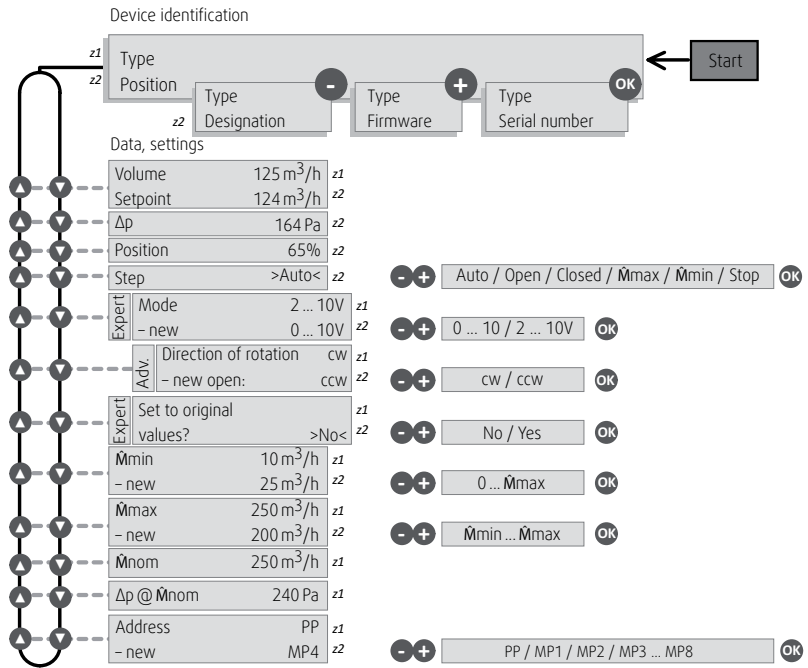 Device identification
z1 Type
z2 Position
Start
- + OK
Type Type Type
z2 Designation Firmware Serial number
Data, settings
Volume 125 m³/h z1
Setpoint 124 m³/h z2
Δp 164 Pa z2
Position 65% z2
Step >Auto< z2 - + Auto / Open / Closed / M̂max / M̂min / Stop OK
Expert
Mode 2 ... 10V z1
– new 0 ... 10V z2 - + 0 ... 10 / 2 ... 10V OK
Adv.
Direction of rotation cw z1
– new open: ccw z2 - + cw / ccw OK
Expert
Set to original z1
values? >No< z2 - + No / Yes OK
M̂min 10 m³/h z1
– new 25 m³/h z2 - + 0 ... M̂max OK
M̂max 250 m³/h z1
– new 200 m³/h z2 - + M̂min ... M̂max OK
M̂nom 250 m³/h z1
Δp @ M̂nom 240 Pa z1
Address PP z1
– new MP4 z2 - + PP / MP1 / MP2 / MP3 ... MP8 OK